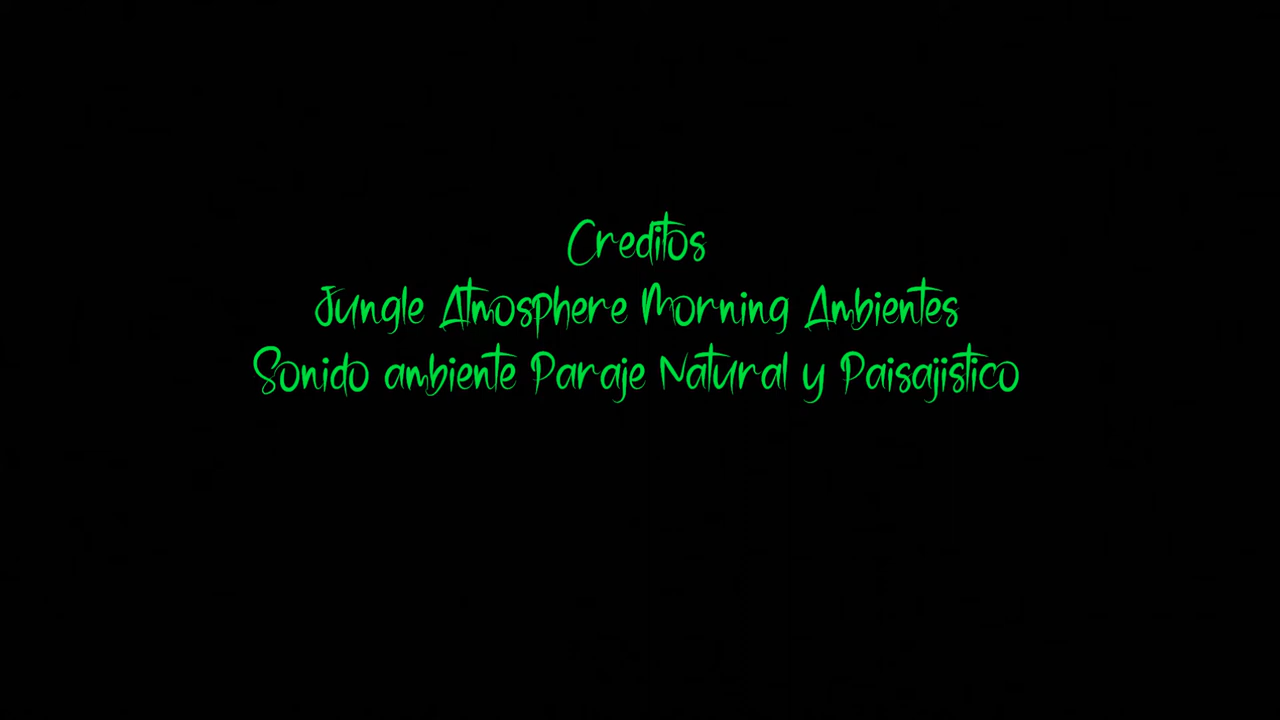 Creditos
Jungle Atmosphere Morning Ambientes
Sonido ambiente Paraje Natural y Paisajistico